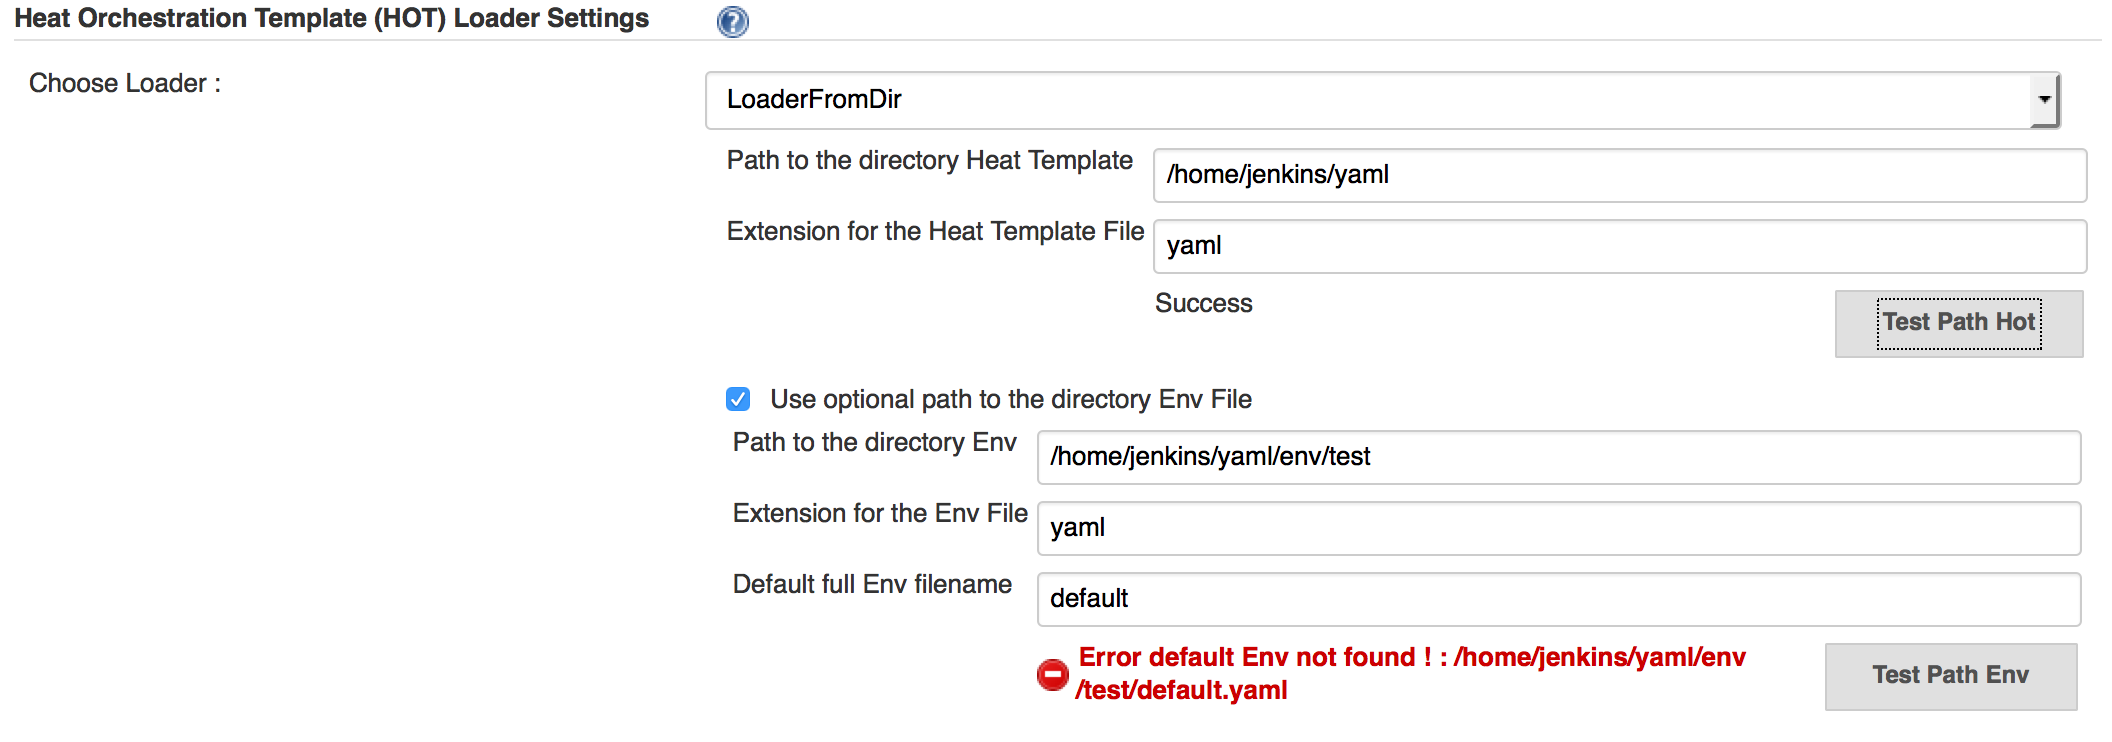 Heat Orchestration Template (HOT) Loader Settings ?
Choose Loader :
LoaderFromDir
Path to the directory Heat Template
/home/jenkins/yaml
Extension for the Heat Template File
yaml
Success
Test Path Hot
Use optional path to the directory Env File
Path to the directory Env
/home/jenkins/yaml/env/test
Extension for the Env File
yaml
Default full Env filename
default
Error default Env not found ! : /home/jenkins/yaml/env
/test/default.yaml
Test Path Env